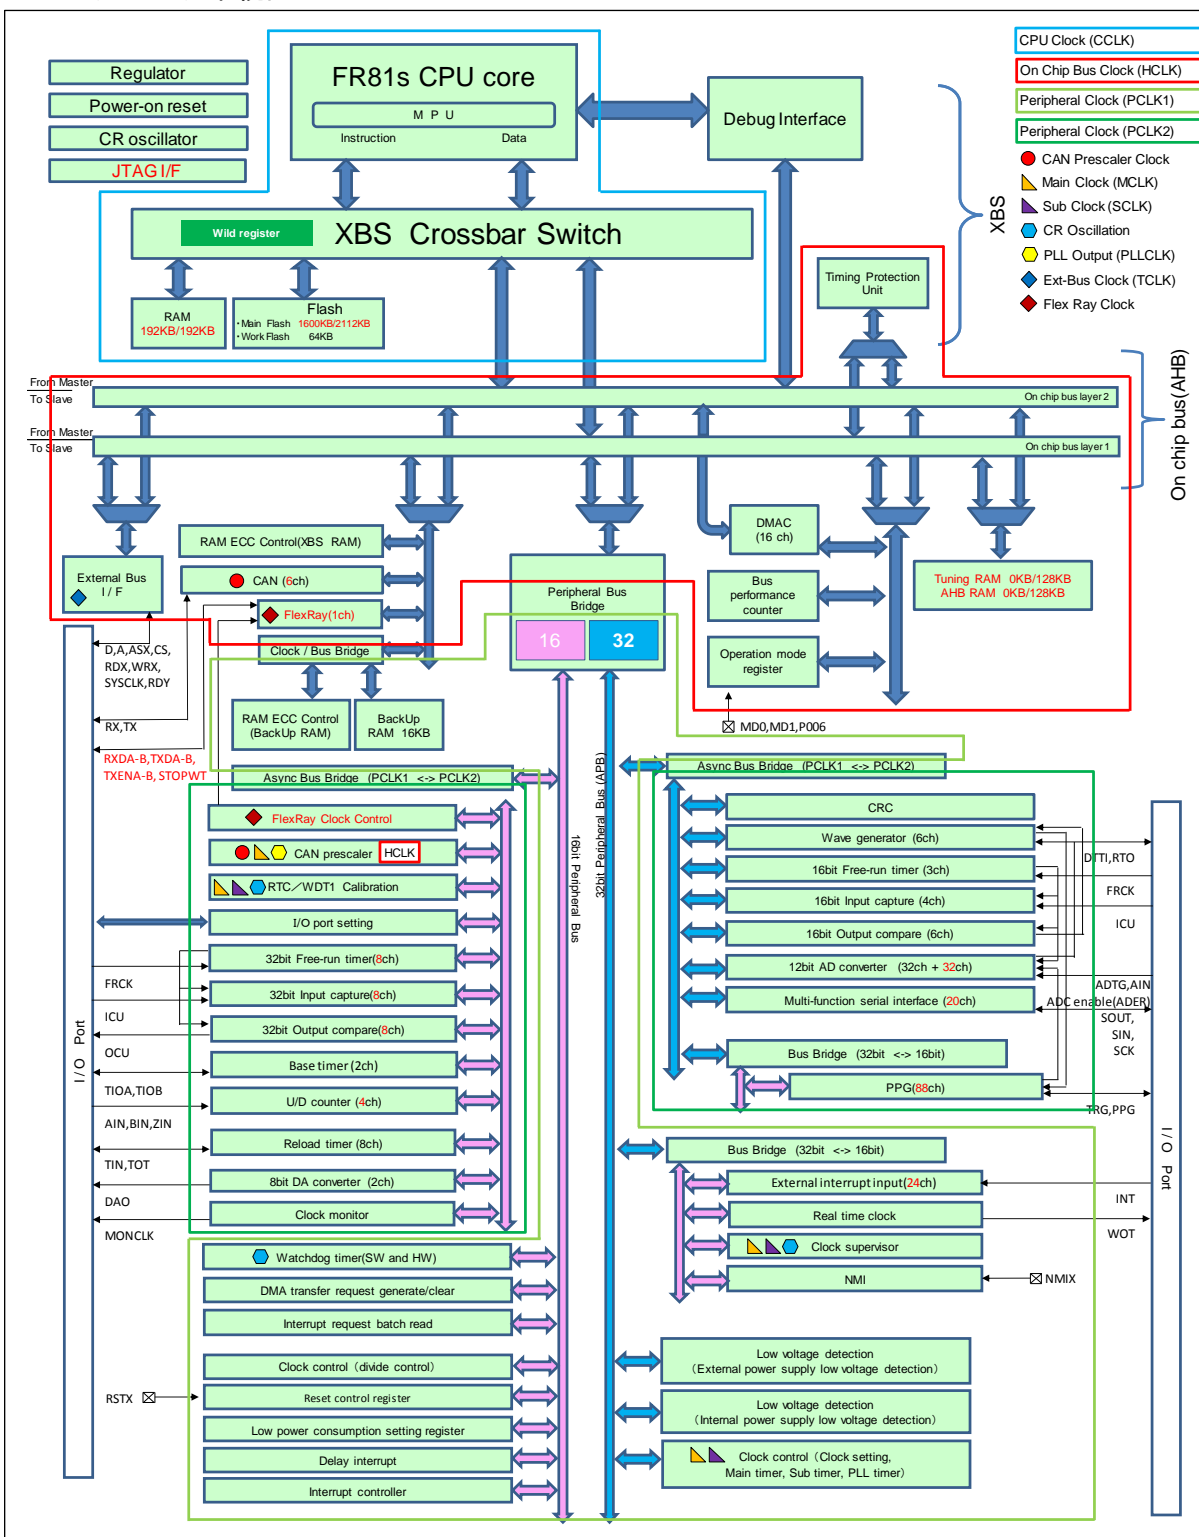 FR81s CPU core
M P U
Instruction
Data
Debug Interface
Regulator
Power-on reset
CR oscillator
JTAG I/F
CPU Clock (CCLK)
On Chip Bus Clock (HCLK)
Peripheral Clock (PCLK1)
Peripheral Clock (PCLK2)
CAN Prescaler Clock
Main Clock (MCLK)
Sub Clock (SCLK)
CR Oscillation
PLL Output (PLLCLK)
Ext-Bus Clock (TCLK)
Flex Ray Clock
XBS
Wild register
XBS Crossbar Switch
RAM
192KB/192KB
Flash
・Main Flash 1600KB/2112KB
・Work Flash 64KB
Timing Protection
Unit
On chip bus(AHB)
From Master
To Slave
On chip bus layer 2
From Master
To Slave
On chip bus layer 1
External Bus
I / F
RAM ECC Control(XBS RAM)
CAN (6ch)
FlexRay(1ch)
Clock / Bus Bridge
RAM ECC Control
(BackUp RAM)
BackUp
RAM 16KB
Peripheral Bus
Bridge
16
32
DMAC
(16 ch)
Bus
performance
counter
Operation mode
register
Tuning RAM 0KB/128KB
AHB RAM 0KB/128KB
MD0,MD1,P006
D,A,ASX,CS,
RDX,WRX,
SYSCLK,RDY
RX,TX
RXDA-B,TXDA-B,
TXENA-B, STOPWT
Async Bus Bridge (PCLK1 <-> PCLK2)
FlexRay Clock Control
CAN prescaler
HCLK
RTC／WDT1 Calibration
I/O port setting
32bit Free-run timer(8ch)
FRCK
32bit Input capture(8ch)
ICU
32bit Output compare(8ch)
OCU
Base timer (2ch)
TIOA,TIOB
U/D counter (4ch)
AIN,BIN,ZIN
Reload timer (8ch)
TIN,TOT
8bit DA converter (2ch)
DAO
Clock monitor
MONCLK
I / O Port
Watchdog timer(SW and HW)
DMA transfer request generate/clear
Interrupt request batch read
Clock control（divide control）
RSTX
Reset control register
Low power consumption setting register
Delay interrupt
Interrupt controller
16bit Peripheral Bus
32bit Peripheral Bus (APB)
Async Bus Bridge (PCLK1 <-> PCLK2)
CRC
Wave generator (6ch)
DTTI,RTO
16bit Free-run timer (3ch)
FRCK
16bit Input capture (4ch)
ICU
16bit Output compare (6ch)
12bit AD converter (32ch + 32ch)
ADTG,AIN
ADC enable(ADER)
Multi-function serial interface (20ch)
SOUT,
SIN,
SCK
Bus Bridge (32bit <-> 16bit)
PPG(88ch)
TRG,PPG
I / O Port
Bus Bridge (32bit <-> 16bit)
External interrupt input(24ch)
INT
Real time clock
WOT
Clock supervisor
NMI
NMIX
Low voltage detection
（External power supply low voltage detection）
Low voltage detection
（Internal power supply low voltage detection）
Clock control（Clock setting,
Main timer, Sub timer, PLL timer）